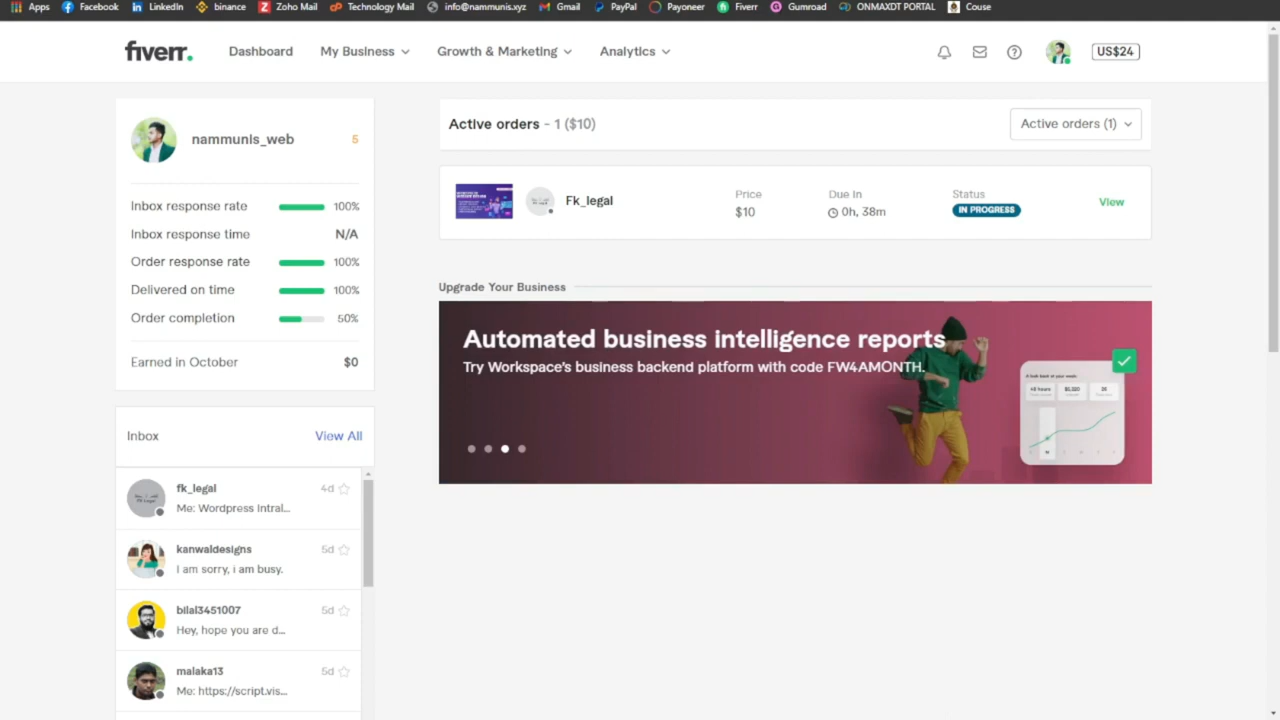 Apps Facebook LinkedIn binance Zoho Mail Technology Mail info@nammunis.xyz Gmail PayPal Payoneer Fiverr Gumroad ONMAXDT PORTAL Couse
fiverr. Dashboard My Business Growth & Marketing Analytics US$24
nammunis_web 5
Inbox response rate 100%
Inbox response time N/A
Order response rate 100%
Delivered on time 100%
Order completion 50%
Earned in October $0
Inbox View All
fk_legal 4d
Me: Wordpress Intral...
kanwaldesigns 5d
I am sorry, i am busy.
bilal3451007 5d
Hey, hope you are d...
malaka13 5d
Me: https://script.vis...
Active orders - 1 ($10) Active orders (1)
Fk_legal
Price
$10
Due In
0h, 38m
Status
IN PROGRESS
View
Upgrade Your Business
Automated business intelligence reports
Try Workspace's business backend platform with code FW4AMONTH.